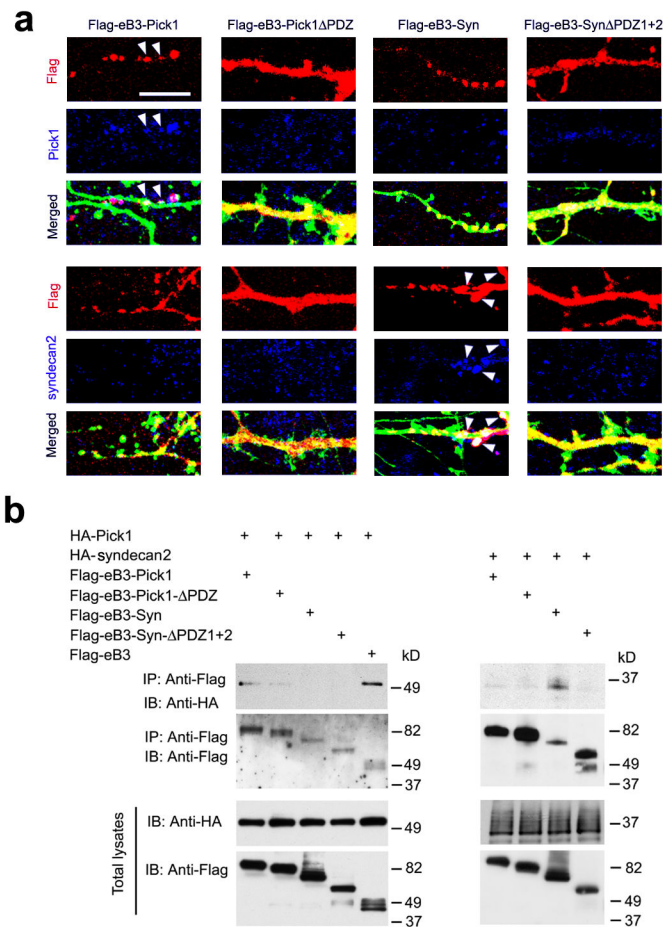 a
Flag-eB3-Pick1 Flag-eB3-Pick1ΔPDZ Flag-eB3-Syn Flag-eB3-SynΔPDZ1+2
Flag
Pick1
Merged
Flag
syndecan2
Merged
b
HA-Pick1 + + + + +
HA-syndecan2 + + + +
Flag-eB3-Pick1 + +
Flag-eB3-Pick1-ΔPDZ + +
Flag-eB3-Syn + +
Flag-eB3-Syn-ΔPDZ1+2 + +
Flag-eB3 + kD kD
IP: Anti-Flag –49 –37
IB: Anti-HA
IP: Anti-Flag –82 –82
IB: Anti-Flag –49 –49
–37 –37
Total lysates
IB: Anti-HA –49 –37
IB: Anti-Flag –82 –82
–49 –49
–37 –37